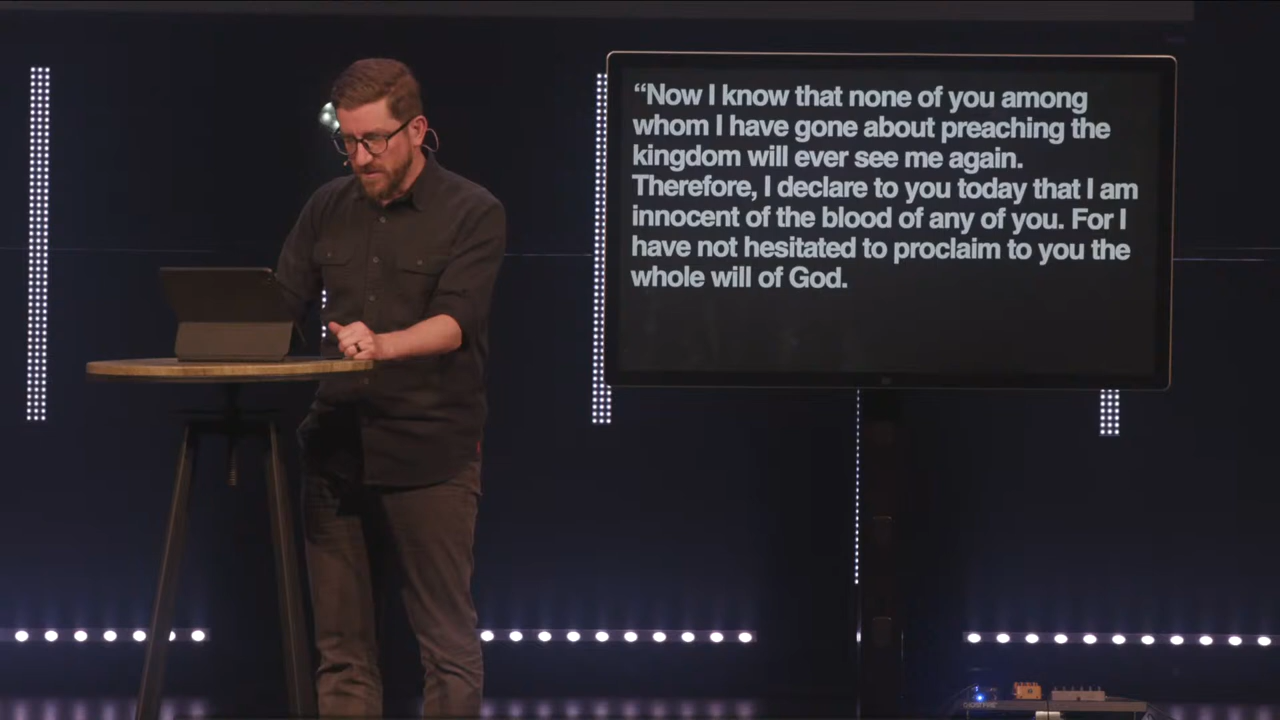 “Now I know that none of you among
whom I have gone about preaching the
kingdom will ever see me again.
Therefore, I declare to you today that I am
innocent of the blood of any of you. For I
have not hesitated to proclaim to you the
whole will of God.